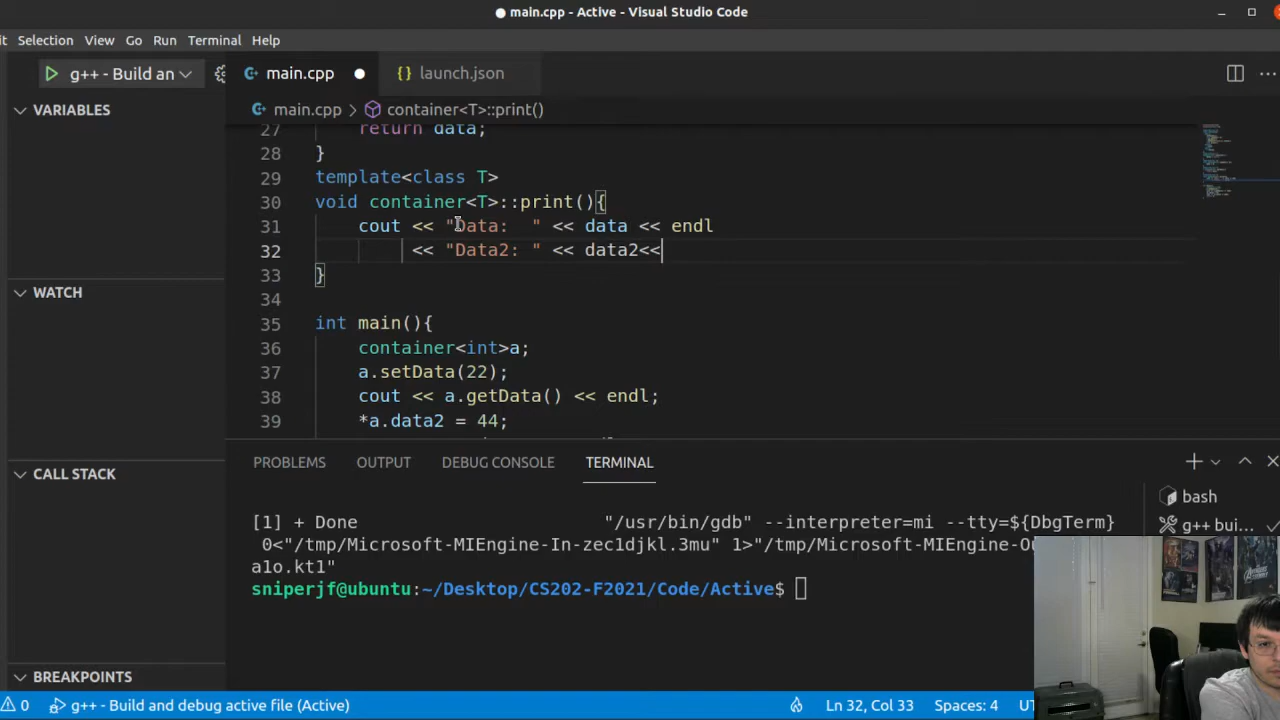 ● main.cpp - Active - Visual Studio Code
it Selection View Go Run Terminal Help
g++ - Build an
main.cpp ●
{} launch.json
VARIABLES
main.cpp > container<T>::print()
27 return data;
28 }
29 template<class T>
30 void container<T>::print(){
31 cout << "Data:  " << data << endl
32 << "Data2: " << data2<<
33 }
34
35 int main(){
36 container<int>a;
37 a.setData(22);
38 cout << a.getData() << endl;
39 *a.data2 = 44;
WATCH
CALL STACK
BREAKPOINTS
PROBLEMS OUTPUT DEBUG CONSOLE TERMINAL
bash
g++ bui...
[1] + Done "/usr/bin/gdb" --interpreter=mi --tty=${DbgTerm}
0<"/tmp/Microsoft-MIEngine-In-zec1djkl.3mu" 1>"/tmp/Microsoft-MIEngine-Ou
a1o.kt1"
sniperjf@ubuntu:~/Desktop/CS202-F2021/Code/Active$
0 g++ - Build and debug active file (Active) Ln 32, Col 33 Spaces: 4 UT